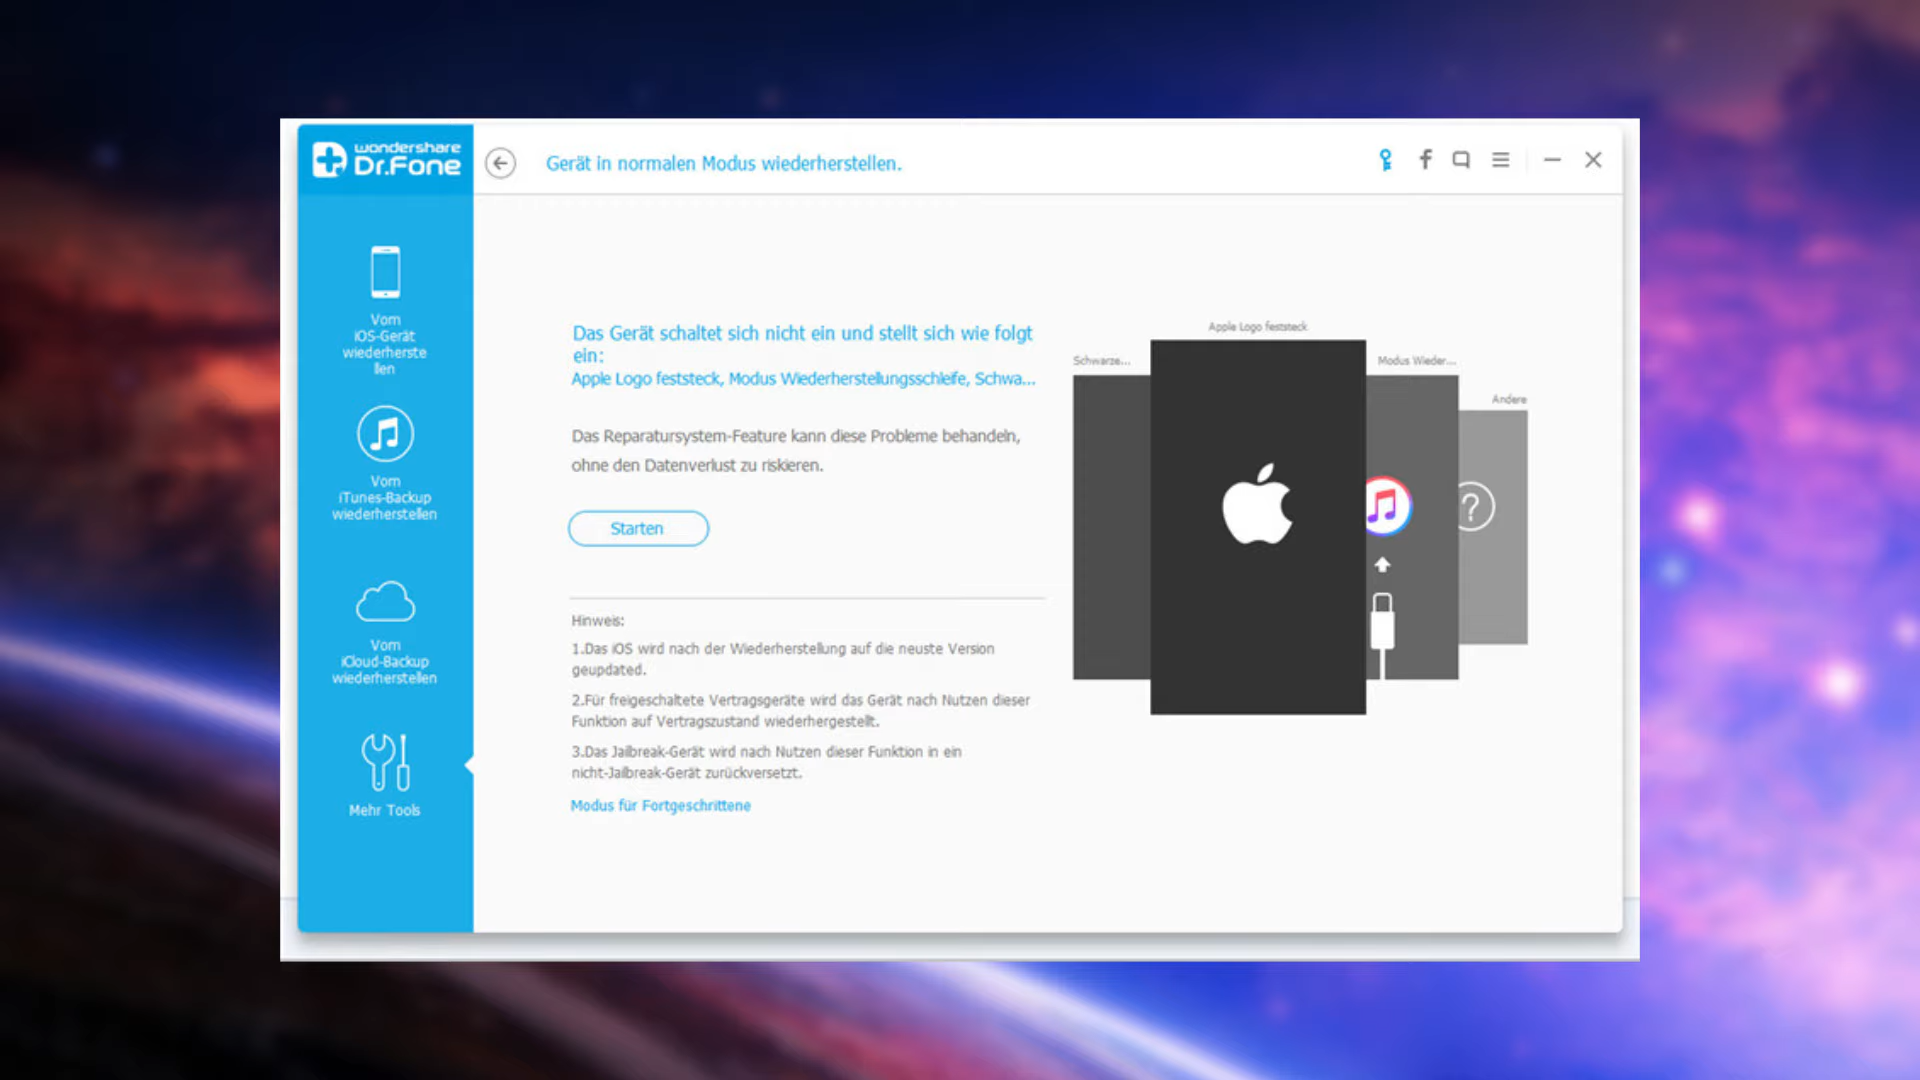 wondershare
Dr.Fone
Gerät in normalen Modus wiederherstellen.
Vom
iOS-Gerät
wiederherste
llen
Vom
iTunes-Backup
wiederherstellen
Vom
iCloud-Backup
wiederherstellen
Mehr Tools
Das Gerät schaltet sich nicht ein und stellt sich wie folgt
ein:
Apple Logo feststeck, Modus Wiederherstellungsschleife, Schwa...
Das Reparatursystem-Feature kann diese Probleme behandeln,
ohne den Datenverlust zu riskieren.
Starten
Hinweis:
1.Das iOS wird nach der Wiederherstellung auf die neuste Version
geupdated.
2.Für freigeschaltete Vertragsgeräte wird das Gerät nach Nutzen dieser
Funktion auf Vertragszustand wiederhergestellt.
3.Das Jailbreak-Gerät wird nach Nutzen dieser Funktion in ein
nicht-Jailbreak-Gerät zurückversetzt.
Modus für Fortgeschrittene
Schwarze...
Apple Logo feststeck
Modus Wieder...
Andere